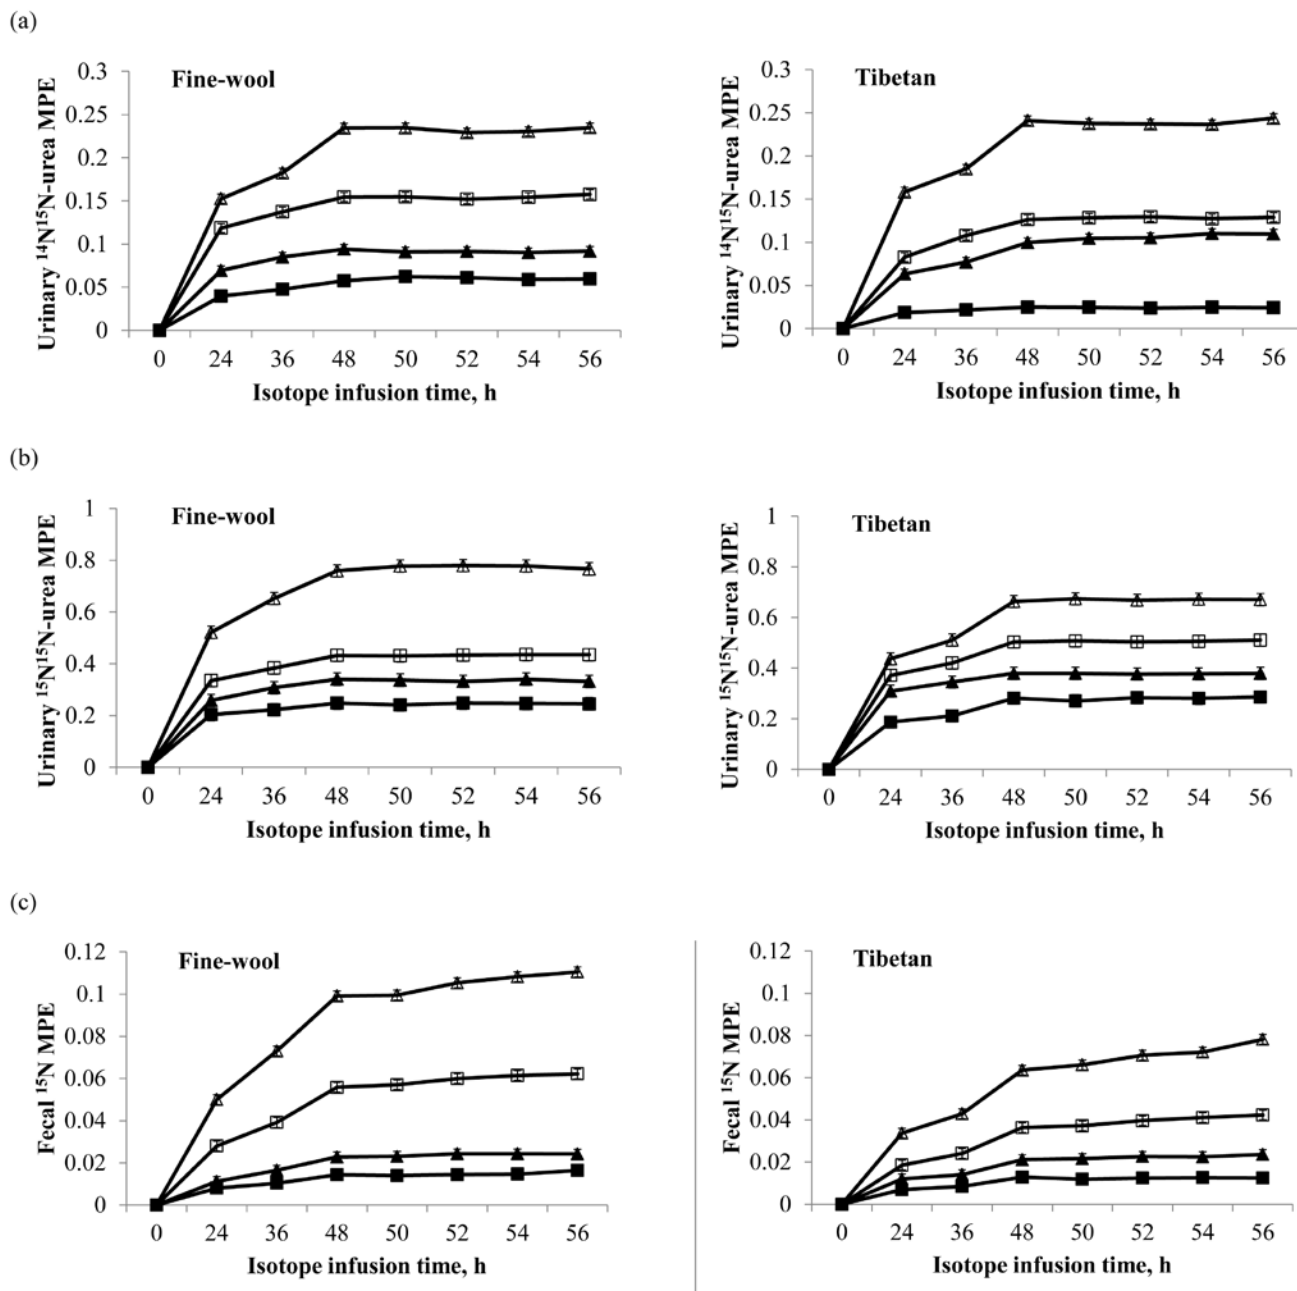 (a)
Fine-wool
Urinary ¹⁴N¹⁵N-urea MPE
0.3
0.25
0.2
0.15
0.1
0.05
0
0 24 36 48 50 52 54 56
Isotope infusion time, h
Tibetan
Urinary ¹⁴N¹⁵N-urea MPE
0.3
0.25
0.2
0.15
0.1
0.05
0
0 24 36 48 50 52 54 56
Isotope infusion time, h
(b)
Fine-wool
Urinary ¹⁵N¹⁵N-urea MPE
1
0.8
0.6
0.4
0.2
0
0 24 36 48 50 52 54 56
Isotope infusion time, h
Tibetan
Urinary ¹⁵N¹⁵N-urea MPE
1
0.8
0.6
0.4
0.2
0
0 24 36 48 50 52 54 56
Isotope infusion time, h
(c)
Fine-wool
Fecal ¹⁵N MPE
0.12
0.1
0.08
0.06
0.04
0.02
0
0 24 36 48 50 52 54 56
Isotope infusion time, h
Tibetan
Fecal ¹⁵N MPE
0.12
0.1
0.08
0.06
0.04
0.02
0
0 24 36 48 50 52 54 56
Isotope infusion time, h